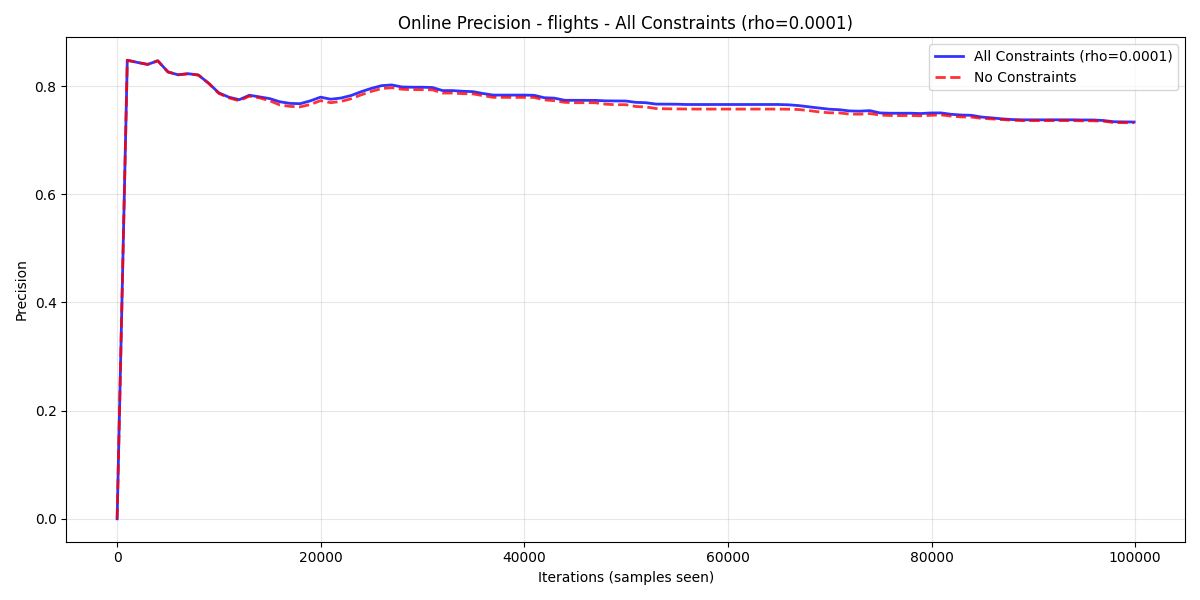 Online Precision - flights - All Constraints (rho=0.0001)
All Constraints (rho=0.0001)
No Constraints
Precision
0.8
0.6
0.4
0.2
0.0
0 20000 40000 60000 80000 100000
Iterations (samples seen)